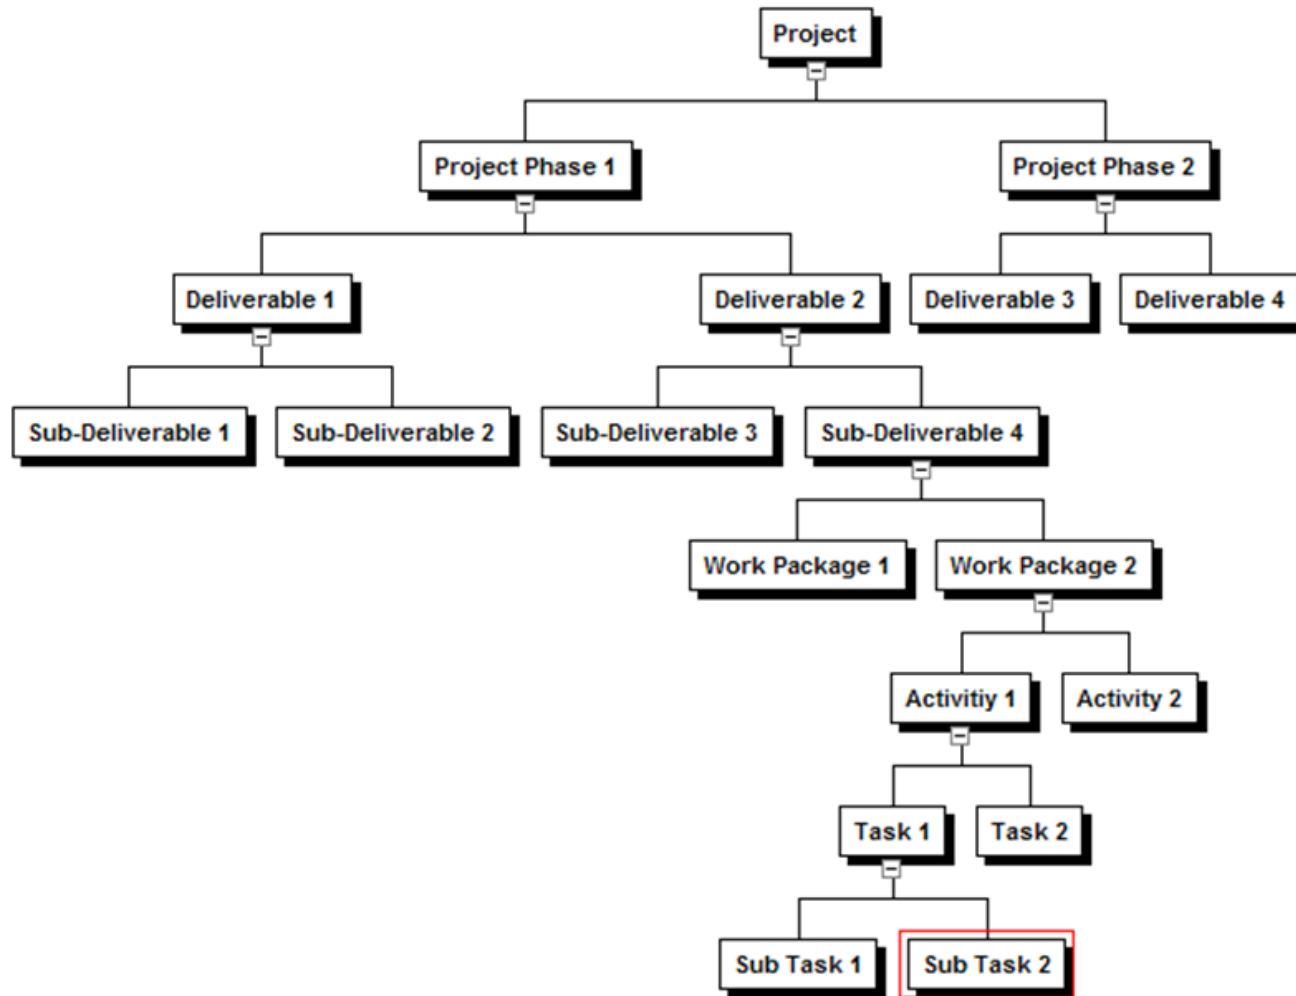 Project
Project Phase 1
Project Phase 2
Deliverable 1
Deliverable 2
Deliverable 3
Deliverable 4
Sub-Deliverable 1
Sub-Deliverable 2
Sub-Deliverable 3
Sub-Deliverable 4
Work Package 1
Work Package 2
Activitiy 1
Activity 2
Task 1
Task 2
Sub Task 1
Sub Task 2